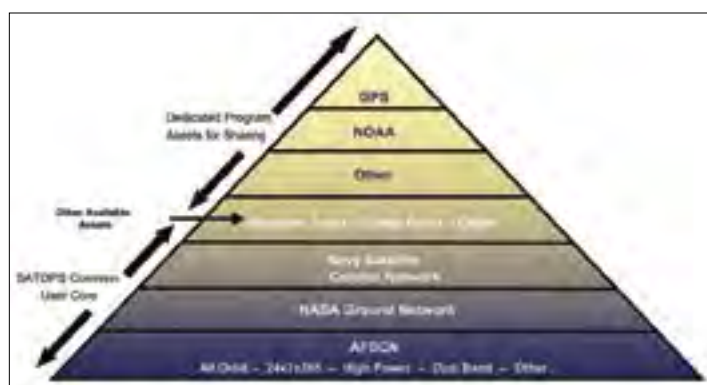 GPS
Dedicated Program
Assets for Sharing
NOAA
Other
Other Available
Assets
Navy Satellite
Control Network
SATOPS Common
User Core
NASA Ground Network
AFSCN
All Orbit – 24x7x365 – High Power – Dual Band – Other